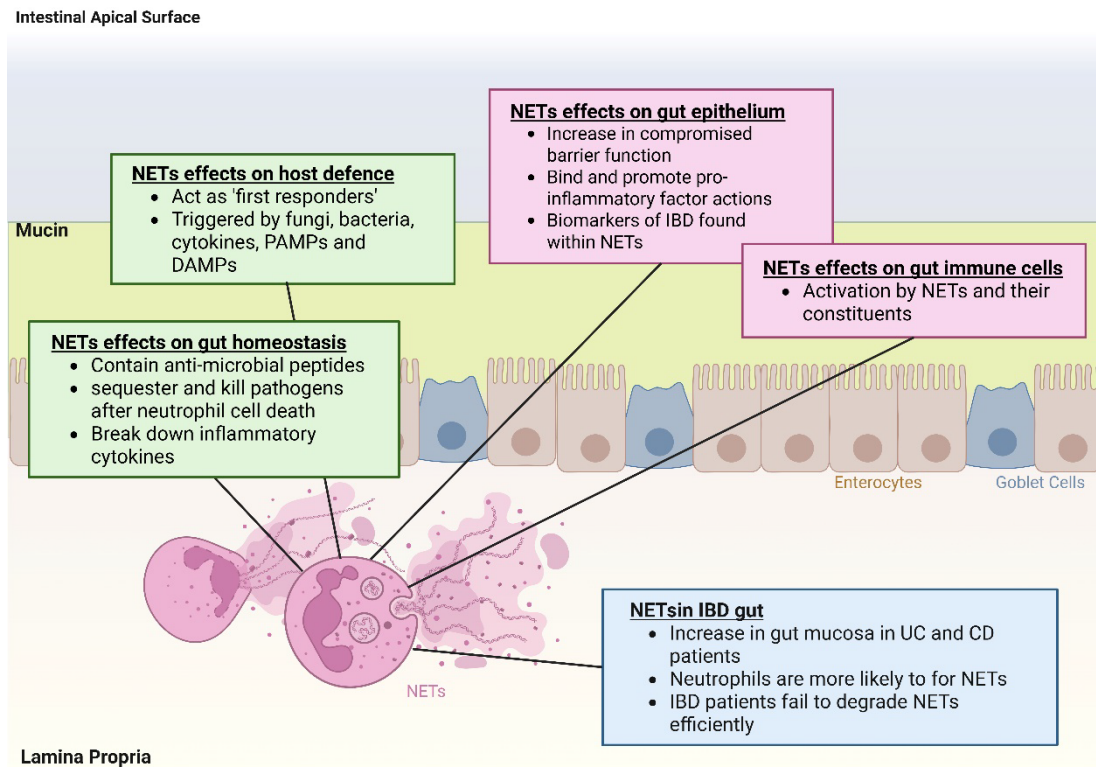 Intestinal Apical Surface
NETs effects on gut epithelium
• Increase in compromised
barrier function
• Bind and promote pro-
inflammatory factor actions
• Biomarkers of IBD found
within NETs
NETs effects on host defence
• Act as 'first responders'
• Triggered by fungi, bacteria,
cytokines, PAMPs and
DAMPs
Mucin
NETs effects on gut immune cells
• Activation by NETs and their
constituents
NETs effects on gut homeostasis
• Contain anti-microbial peptides
• sequester and kill pathogens
after neutrophil cell death
• Break down inflammatory
cytokines
Enterocytes
Goblet Cells
NETs
NETsin IBD gut
• Increase in gut mucosa in UC and CD
patients
• Neutrophils are more likely to for NETs
• IBD patients fail to degrade NETs
efficiently
Lamina Propria